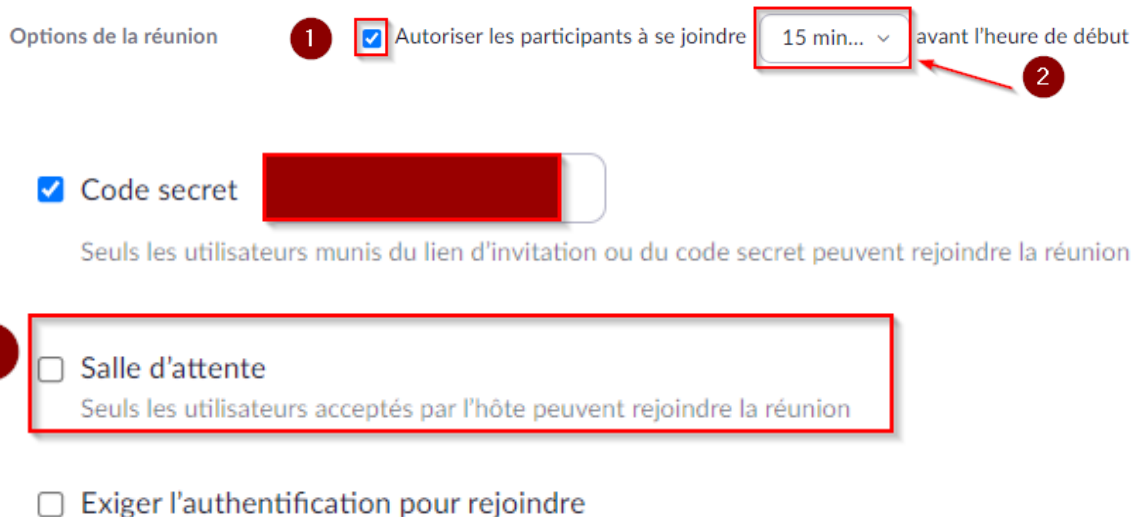 Options de la réunion 1 Autoriser les participants à se joindre 15 min... avant l'heure de début
2
Code secret
Seuls les utilisateurs munis du lien d'invitation ou du code secret peuvent rejoindre la réunion
Salle d'attente
Seuls les utilisateurs acceptés par l'hôte peuvent rejoindre la réunion
Exiger l'authentification pour rejoindre